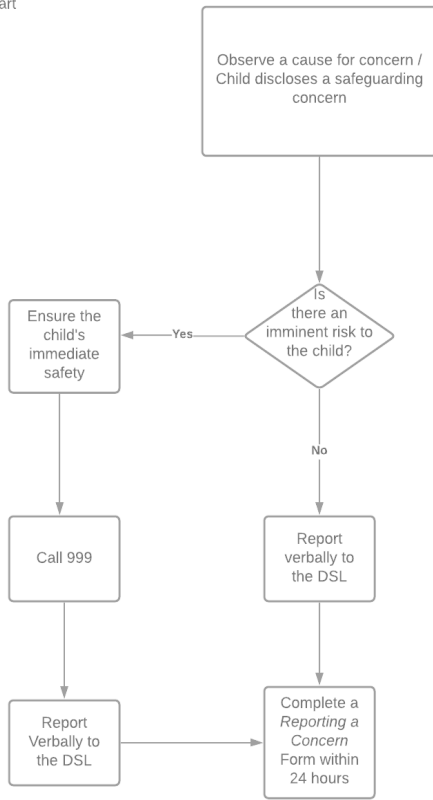 Observe a cause for concern /
Child discloses a safeguarding
concern
Is
there an
imminent risk to
the child?
Yes
Ensure the
child's
immediate
safety
No
Call 999
Report
verbally to
the DSL
Report
Verbally to
the DSL
Complete a
Reporting a
Concern
Form within
24 hours